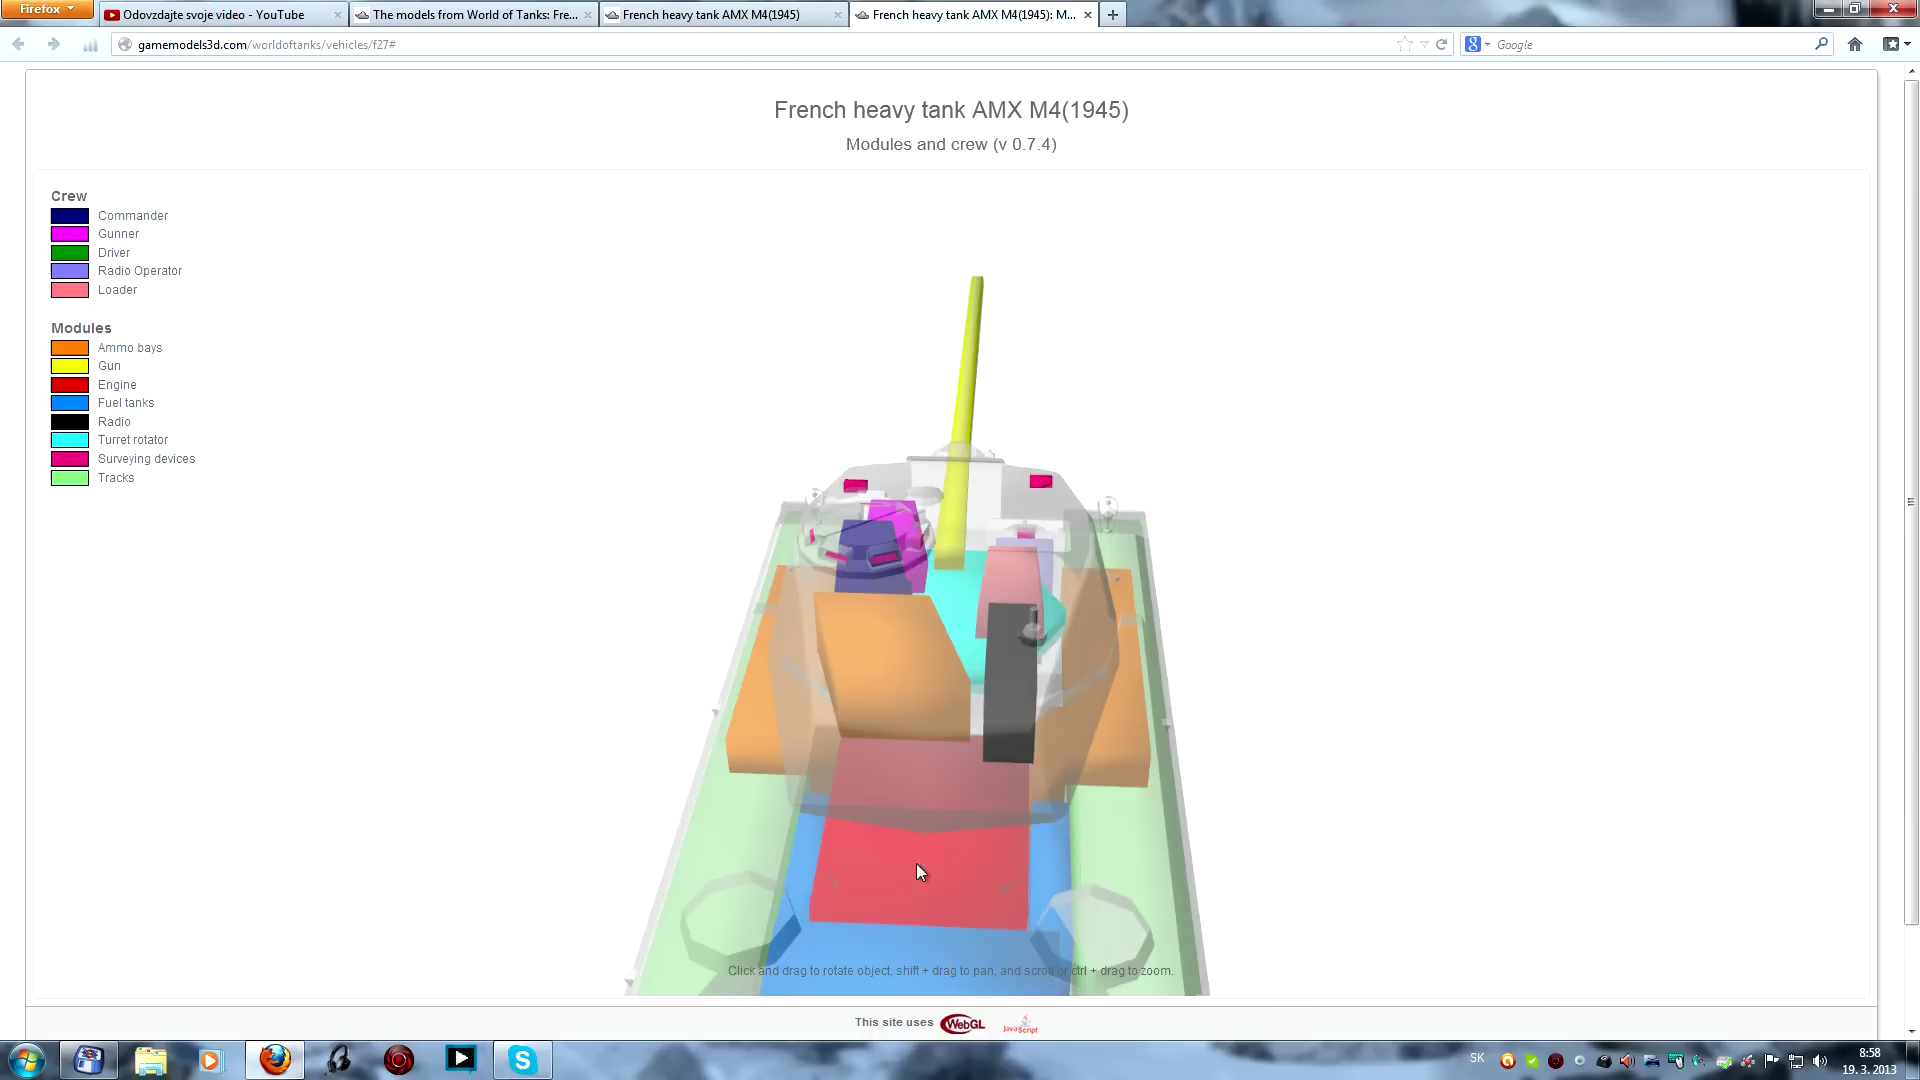 Firefox
Odovzdajte svoje video - YouTube
The models from World of Tanks: Fre...
French heavy tank AMX M4(1945)
French heavy tank AMX M4(1945): M...
gamemodels3d.com/worldoftanks/vehicles/f27#
Google
French heavy tank AMX M4(1945)
Modules and crew (v 0.7.4)
Crew
Commander
Gunner
Driver
Radio Operator
Loader
Modules
Ammo bays
Gun
Engine
Fuel tanks
Radio
Turret rotator
Surveying devices
Tracks
Click and drag to rotate object, shift + drag to pan, and scroll or ctrl + drag to zoom.
This site uses WebGL JavaScript
SK
8:58
19. 3. 2013